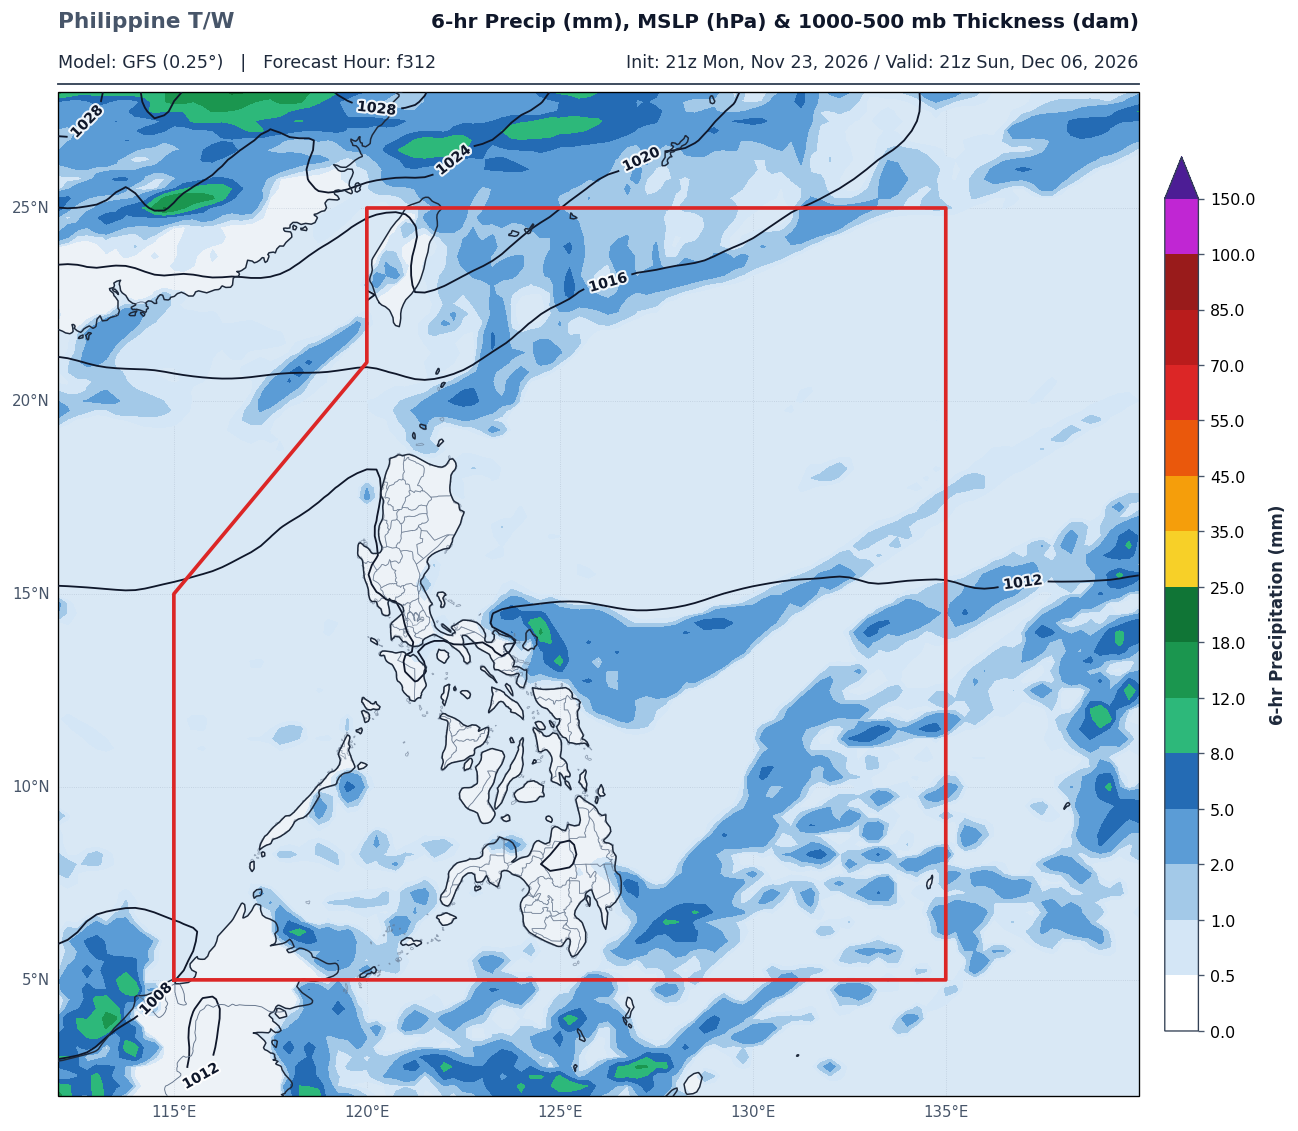 Philippine T/W
6-hr Precip (mm), MSLP (hPa) & 1000-500 mb Thickness (dam)
Model: GFS (0.25°)   |   Forecast Hour: f312
Init: 21z Mon, Nov 23, 2026 / Valid: 21z Sun, Dec 06, 2026
1028
1028
1024
1020
1016
1012
1008
1012
25°N
20°N
15°N
10°N
5°N
115°E
120°E
125°E
130°E
135°E
150.0
100.0
85.0
70.0
55.0
45.0
35.0
25.0
18.0
12.0
8.0
5.0
2.0
1.0
0.5
0.0
6-hr Precipitation (mm)